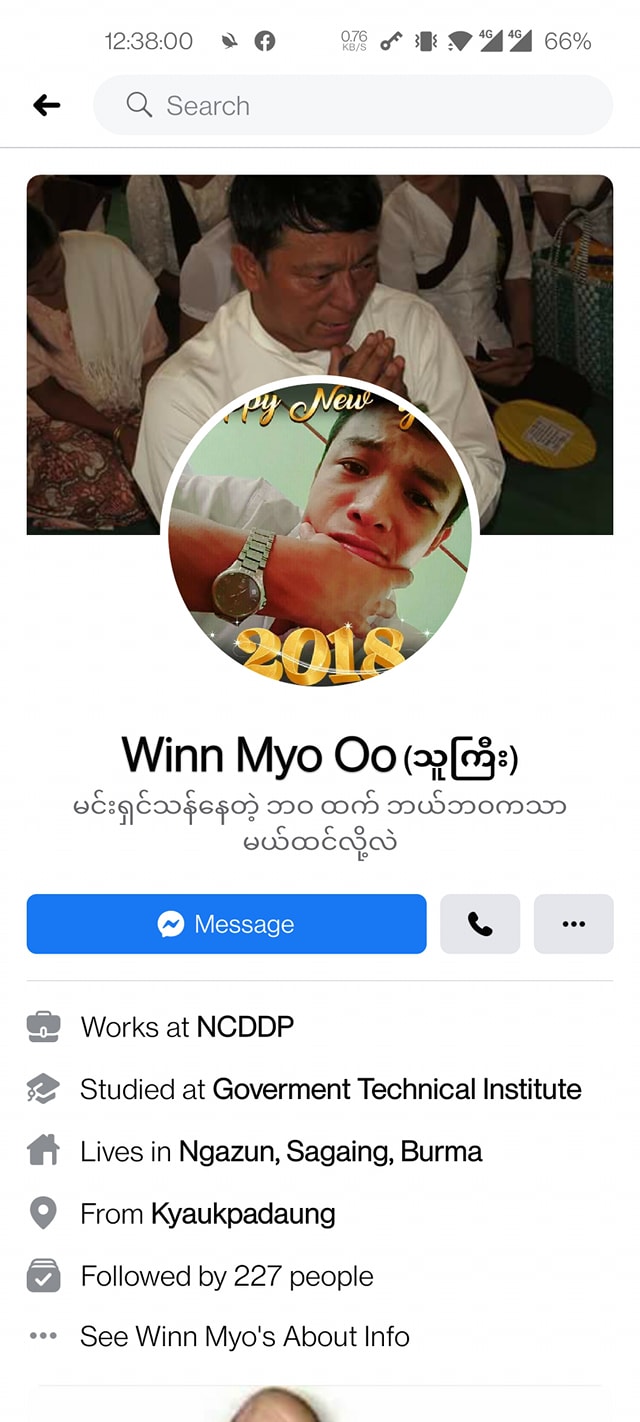 12:38:00
0.76 KB/S
4G 4G 66%
Search
Happy New
2018
Winn Myo Oo (သူကြီး)
မင်းရှင်သန်နေတဲ့ ဘဝ ထက် ဘယ်ဘဝကသာ
မယ်ထင်လို့လဲ
Message
Works at NCDDP
Studied at Goverment Technical Institute
Lives in Ngazun, Sagaing, Burma
From Kyaukpadaung
Followed by 227 people
See Winn Myo's About Info